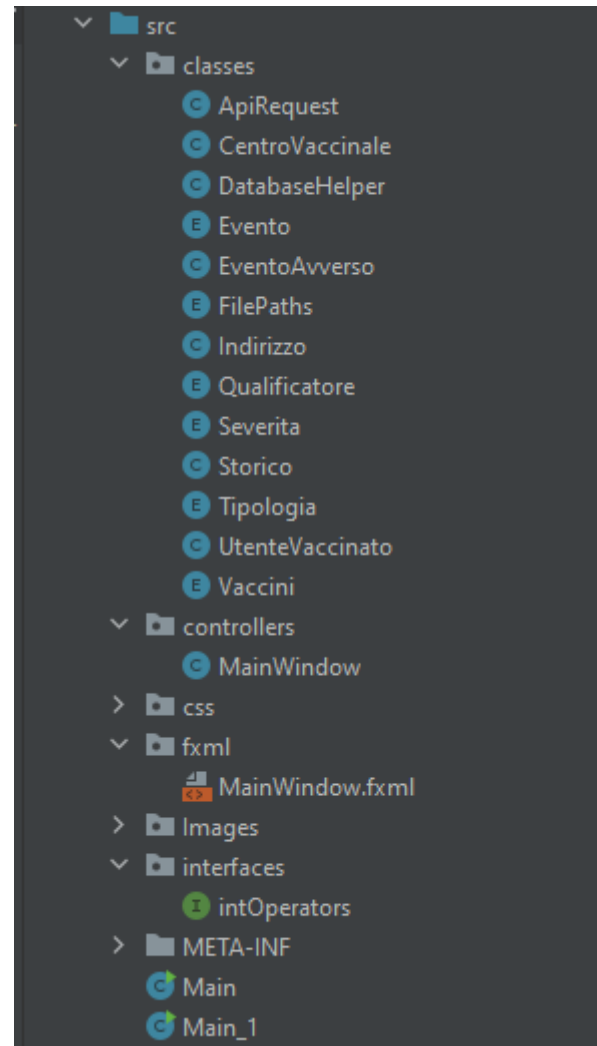 src
classes
C ApiRequest
C CentroVaccinale
C DatabaseHelper
E Evento
C EventoAvverso
E FilePaths
C Indirizzo
E Qualificatore
E Severita
C Storico
E Tipologia
C UtenteVaccinato
E Vaccini
controllers
C MainWindow
css
fxml
<> MainWindow.fxml
Images
interfaces
I intOperators
META-INF
C Main
C Main_1